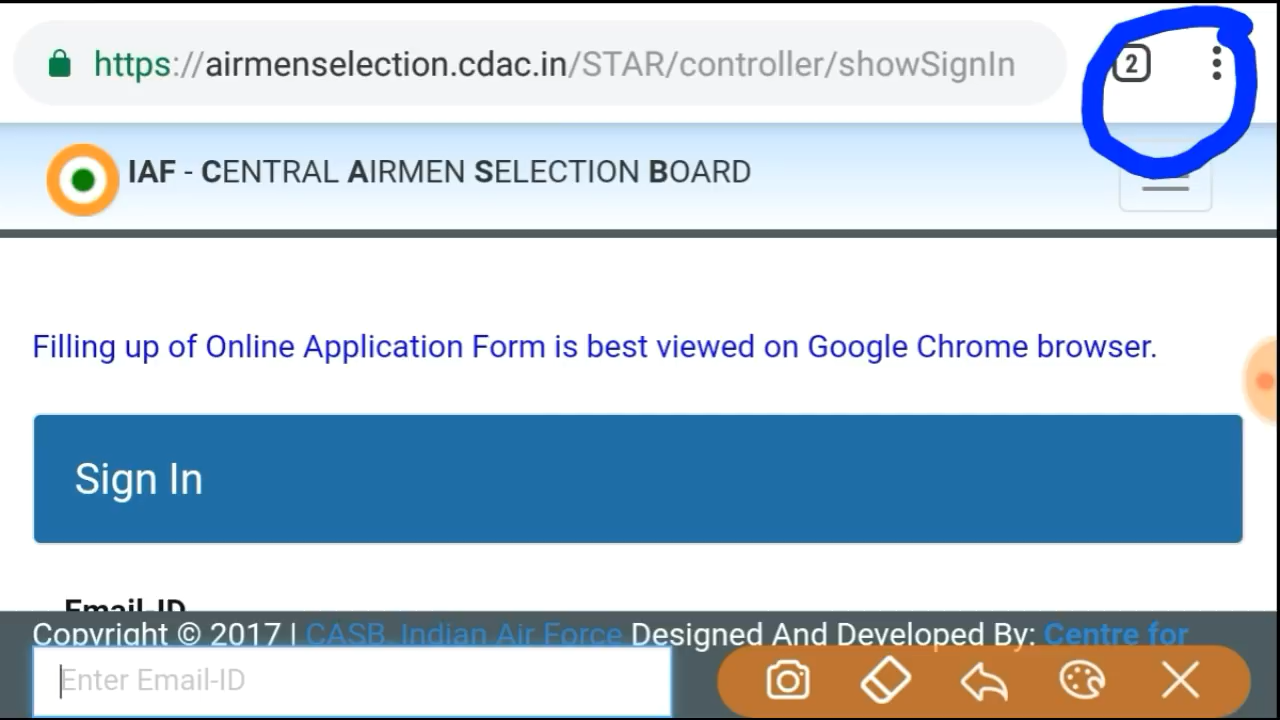 https://airmenselection.cdac.in/STAR/controller/showSignIn 2
IAF - CENTRAL AIRMEN SELECTION BOARD
Filling up of Online Application Form is best viewed on Google Chrome browser.
Sign In
Email-ID
Copyright © 2017 | CASB, Indian Air Force Designed And Developed By: Centre for
Enter Email-ID